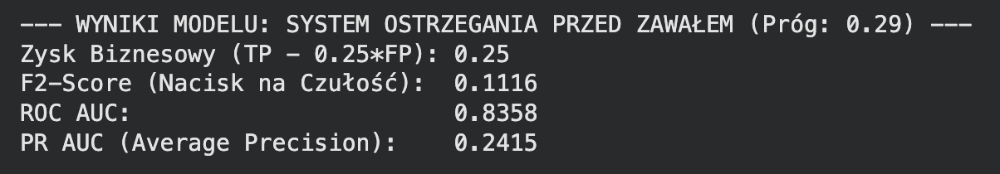 --- WYNIKI MODELU: SYSTEM OSTRZEGANIA PRZED ZAWAŁEM (Próg: 0.29) ---
Zysk Biznesowy (TP - 0.25*FP): 0.25
F2-Score (Nacisk na Czułość): 0.1116
ROC AUC: 0.8358
PR AUC (Average Precision): 0.2415